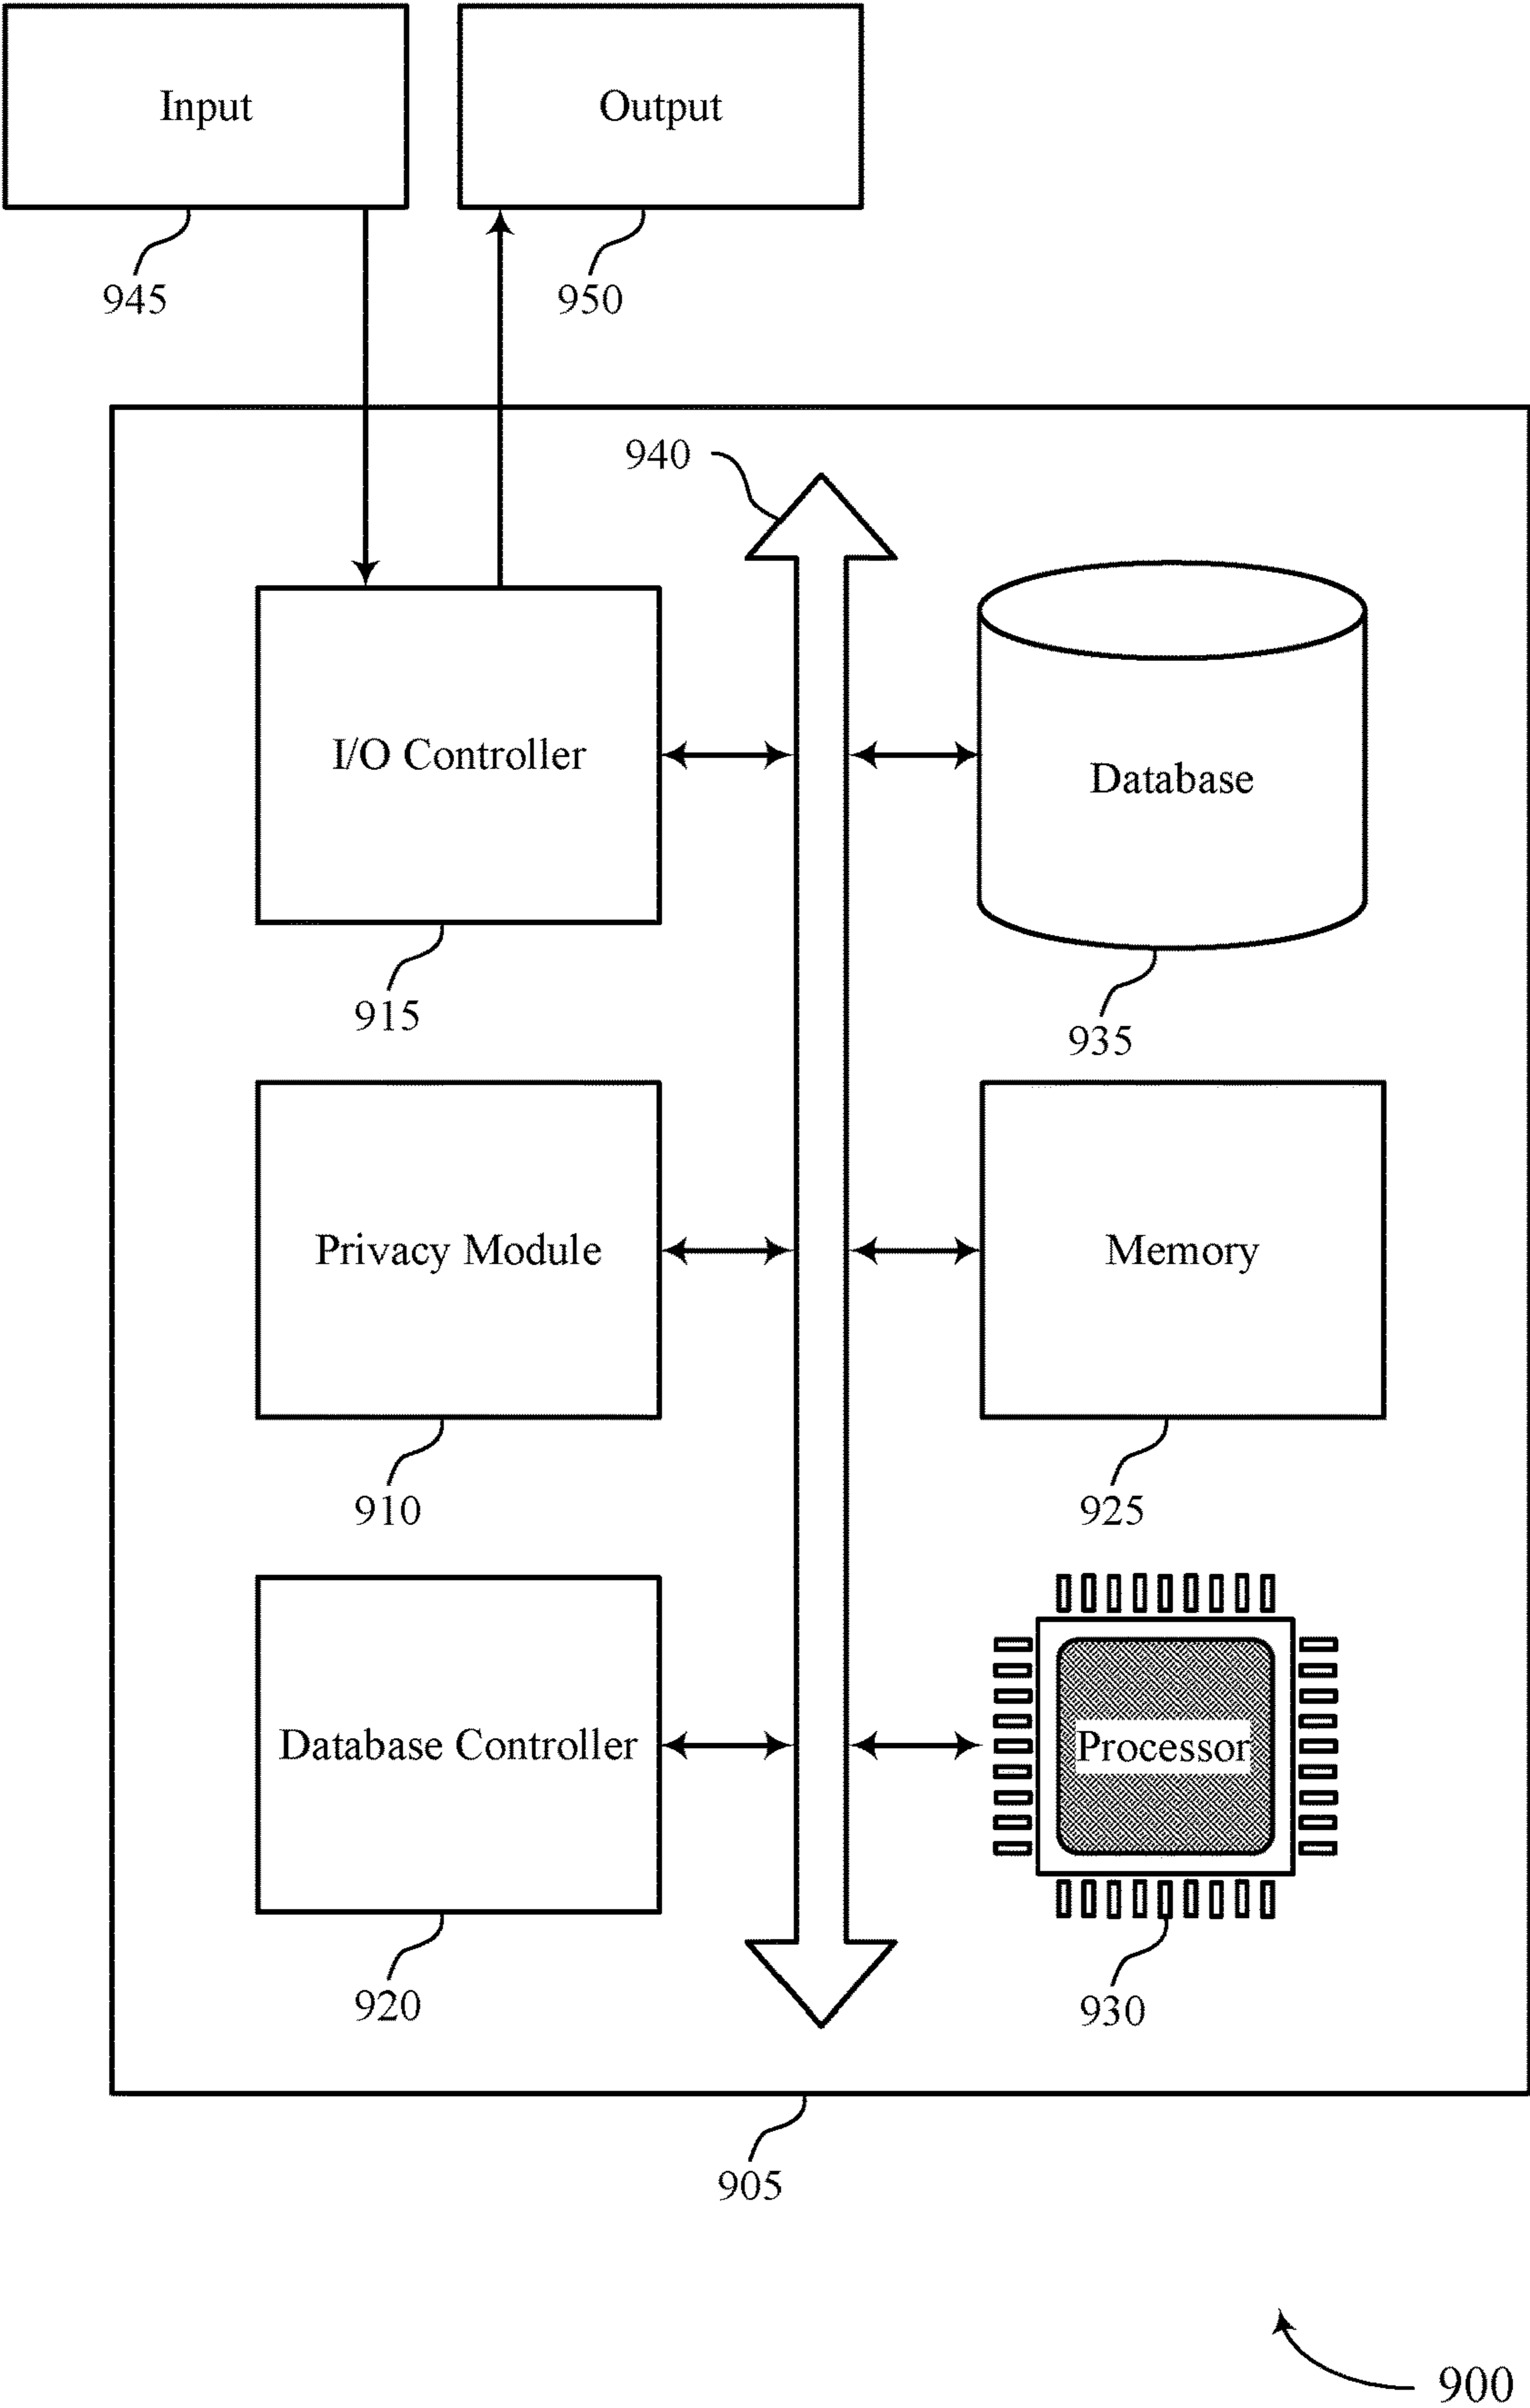 Input
Output
945
950
940
I/O Controller
Database
915
935
Privacy Module
Memory
910
925
Database Controller
Processor
920
930
905
900